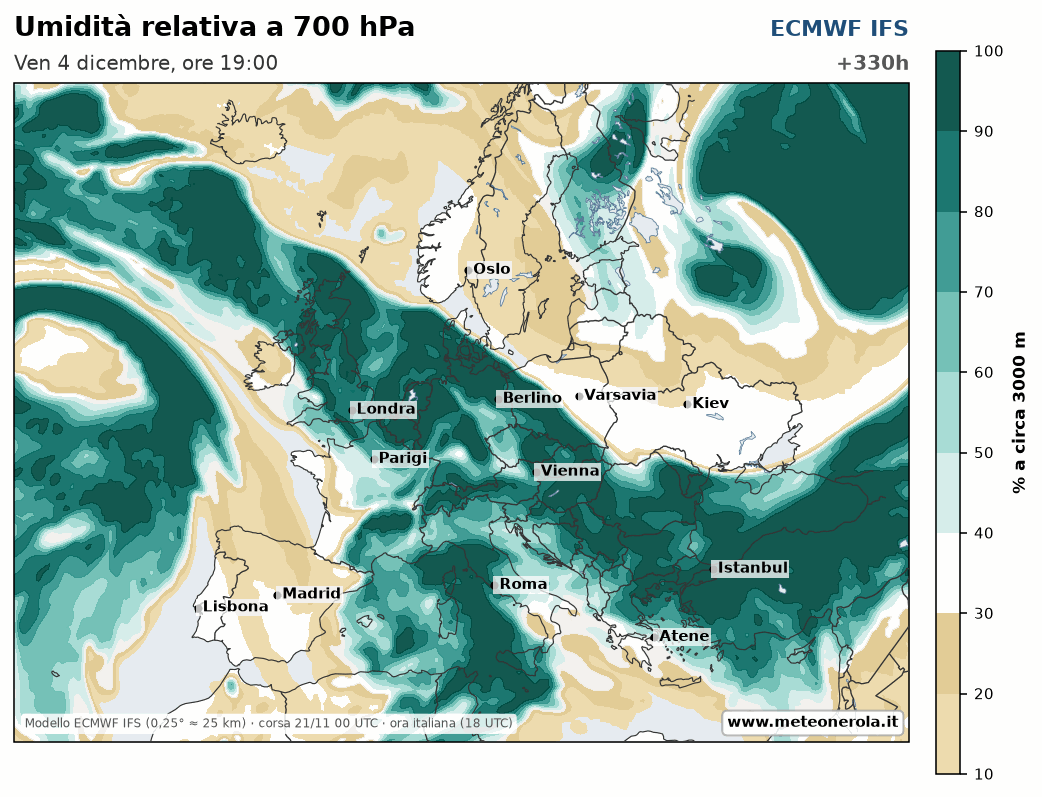 Umidità relativa a 700 hPa
ECMWF IFS
Ven 4 dicembre, ore 19:00
+330h
100
90
80
70
60
50
40
30
20
10
% a circa 3000 m
Oslo
Berlino
Varsavia
Kiev
Londra
Parigi
Vienna
Istanbul
Roma
Madrid
Lisbona
Atene
Modello ECMWF IFS (0,25° ≈ 25 km) · corsa 21/11 00 UTC · ora italiana (18 UTC)
www.meteonerola.it